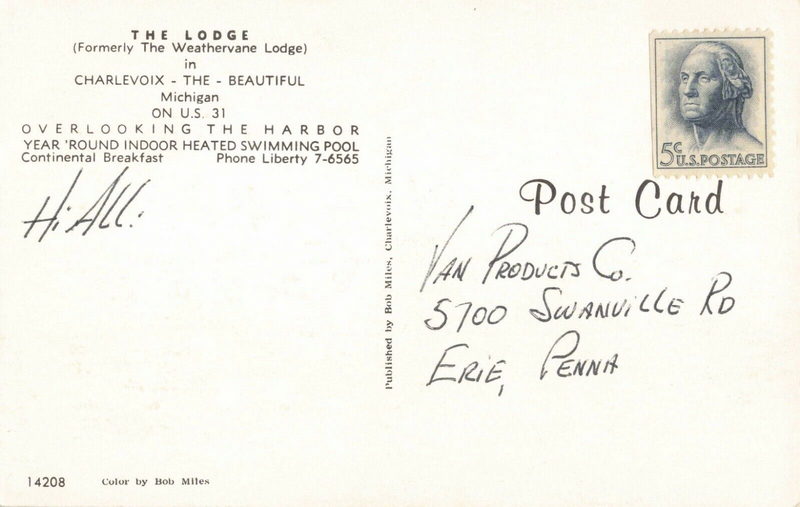 THE LODGE
(Formerly The Weathervane Lodge)
in
CHARLEVOIX - THE - BEAUTIFUL
Michigan
ON U.S. 31
OVERLOOKING THE HARBOR
YEAR 'ROUND INDOOR HEATED SWIMMING POOL
Continental Breakfast Phone Liberty 7-6565
Hi All:
14208 Color by Bob Miles
Published by Bob Miles, Charlevoix, Michigan
5c U.S. POSTAGE
Post Card
VAN PRODUCTS Co.
5700 SWANVILLE RD
ERIE, PENNA